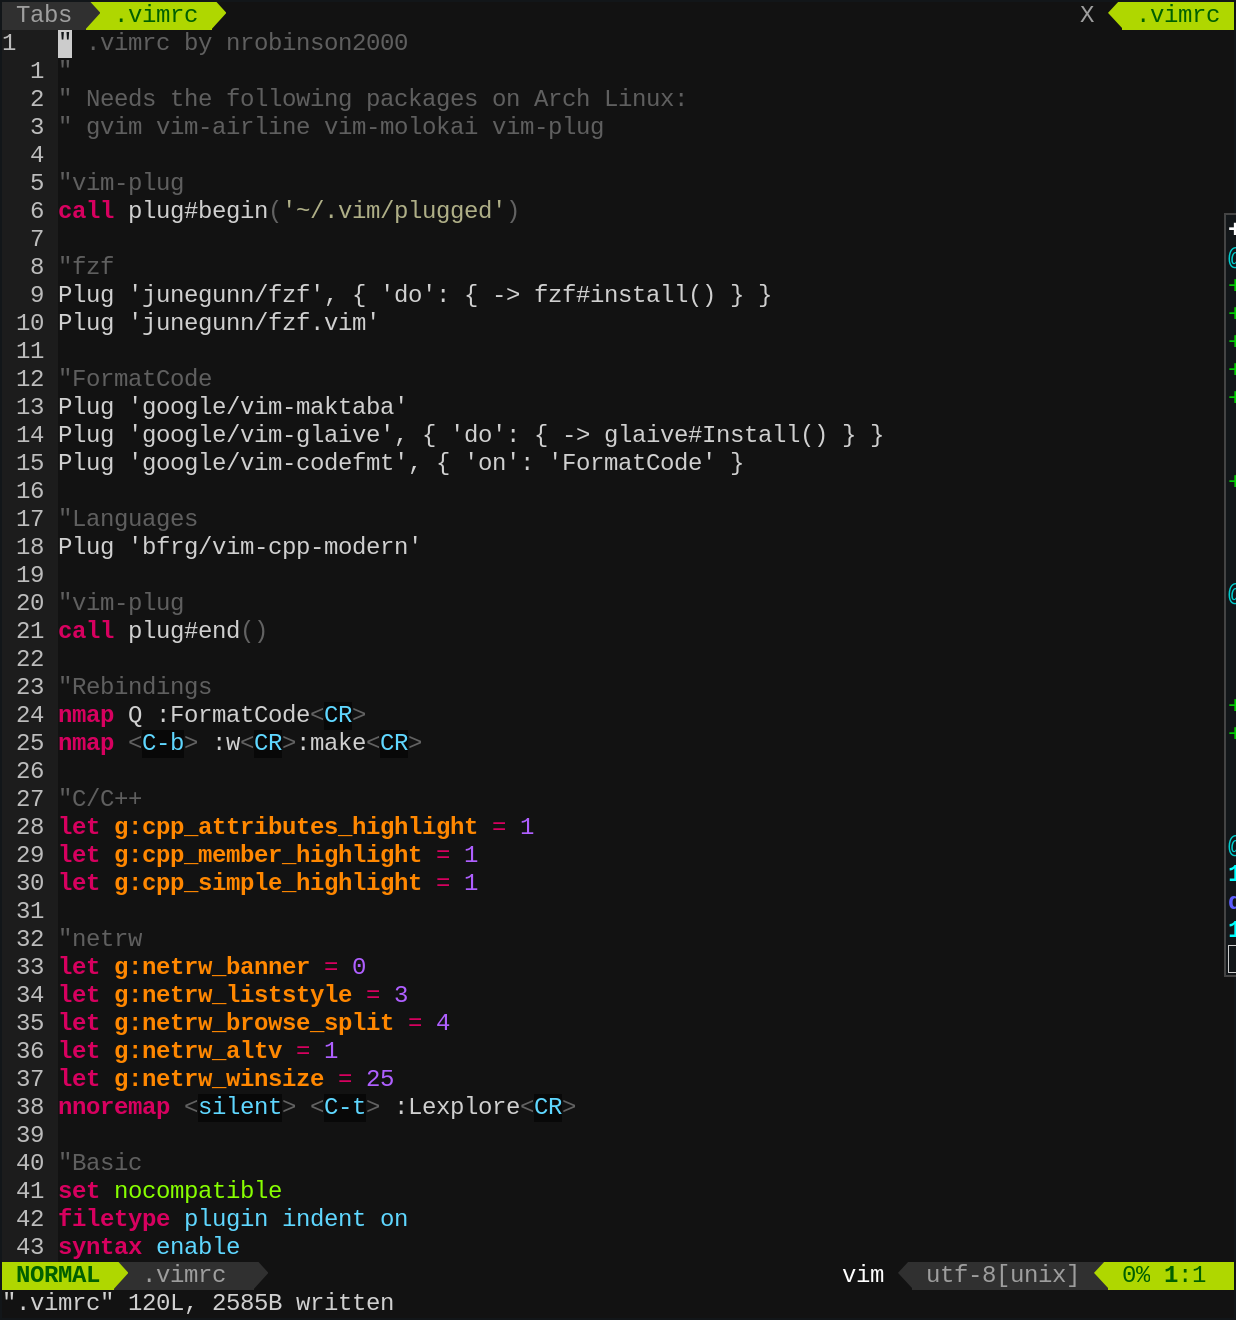 Tabs .vimrc X .vimrc
1 " .vimrc by nrobinson2000
1 "
2 " Needs the following packages on Arch Linux:
3 " gvim vim-airline vim-molokai vim-plug
4
5 "vim-plug
6 call plug#begin('~/.vim/plugged')
7
8 "fzf
9 Plug 'junegunn/fzf', { 'do': { -> fzf#install() } }
10 Plug 'junegunn/fzf.vim'
11
12 "FormatCode
13 Plug 'google/vim-maktaba'
14 Plug 'google/vim-glaive', { 'do': { -> glaive#Install() } }
15 Plug 'google/vim-codefmt', { 'on': 'FormatCode' }
16
17 "Languages
18 Plug 'bfrg/vim-cpp-modern'
19
20 "vim-plug
21 call plug#end()
22
23 "Rebindings
24 nmap Q :FormatCode<CR>
25 nmap <C-b> :w<CR>:make<CR>
26
27 "C/C++
28 let g:cpp_attributes_highlight = 1
29 let g:cpp_member_highlight = 1
30 let g:cpp_simple_highlight = 1
31
32 "netrw
33 let g:netrw_banner = 0
34 let g:netrw_liststyle = 3
35 let g:netrw_browse_split = 4
36 let g:netrw_altv = 1
37 let g:netrw_winsize = 25
38 nnoremap <silent> <C-t> :Lexplore<CR>
39
40 "Basic
41 set nocompatible
42 filetype plugin indent on
43 syntax enable
NORMAL .vimrc vim utf-8[unix] 0% 1:1
".vimrc" 120L, 2585B written